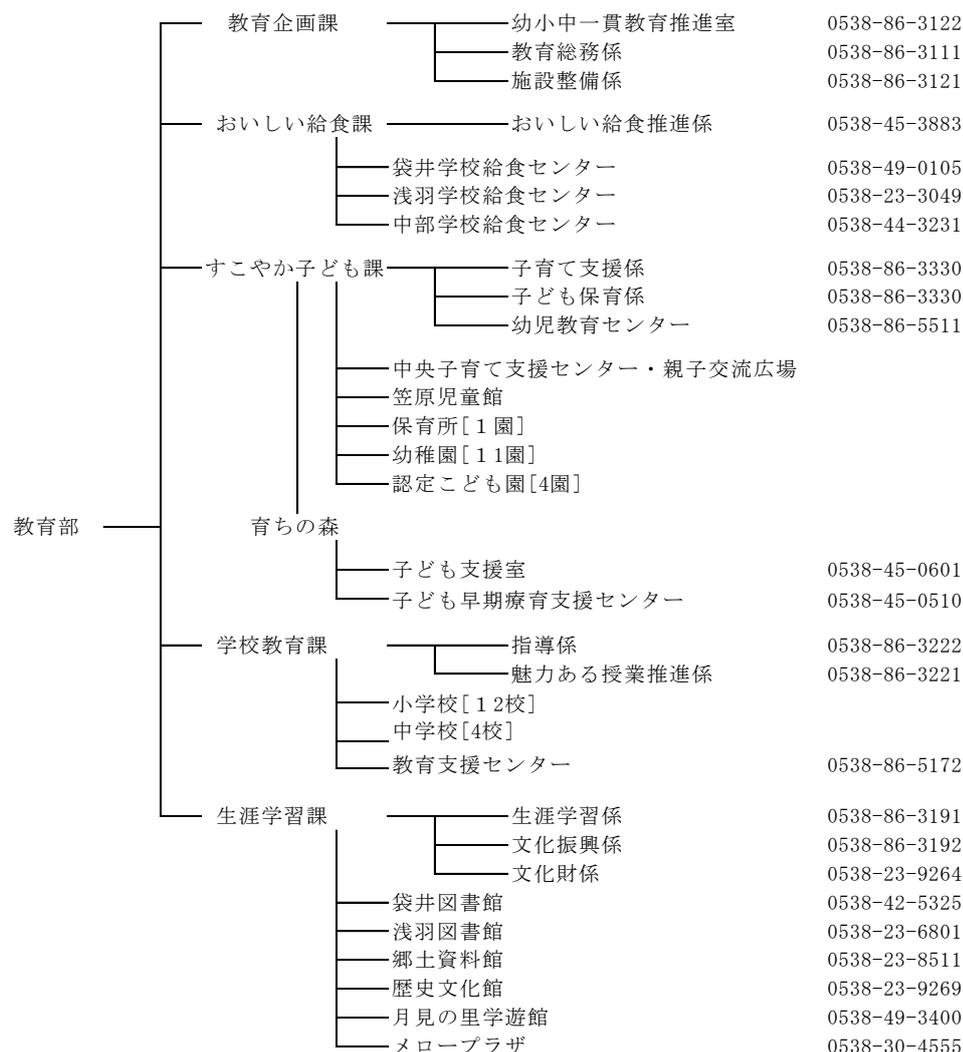 教育企画課 幼小中一貫教育推進室 0538-86-3122
教育総務係 0538-86-3111
施設整備係 0538-86-3121
おいしい給食課 おいしい給食推進係 0538-45-3883
袋井学校給食センター 0538-49-0105
浅羽学校給食センター 0538-23-3049
中部学校給食センター 0538-44-3231
すこやか子ども課 子育て支援係 0538-86-3330
子ども保育係 0538-86-3330
幼児教育センター 0538-86-5511
中央子育て支援センター・親子交流広場
笠原児童館
保育所[１園]
幼稚園[１1園]
認定こども園[4園]
教育部 育ちの森
子ども支援室 0538-45-0601
子ども早期療育支援センター 0538-45-0510
学校教育課 指導係 0538-86-3222
魅力ある授業推進係 0538-86-3221
小学校[１2校]
中学校[4校]
教育支援センター 0538-86-5172
生涯学習課 生涯学習係 0538-86-3191
文化振興係 0538-86-3192
文化財係 0538-23-9264
袋井図書館 0538-42-5325
浅羽図書館 0538-23-6801
郷土資料館 0538-23-8511
歴史文化館 0538-23-9269
月見の里学遊館 0538-49-3400
メロープラザ 0538-30-4555